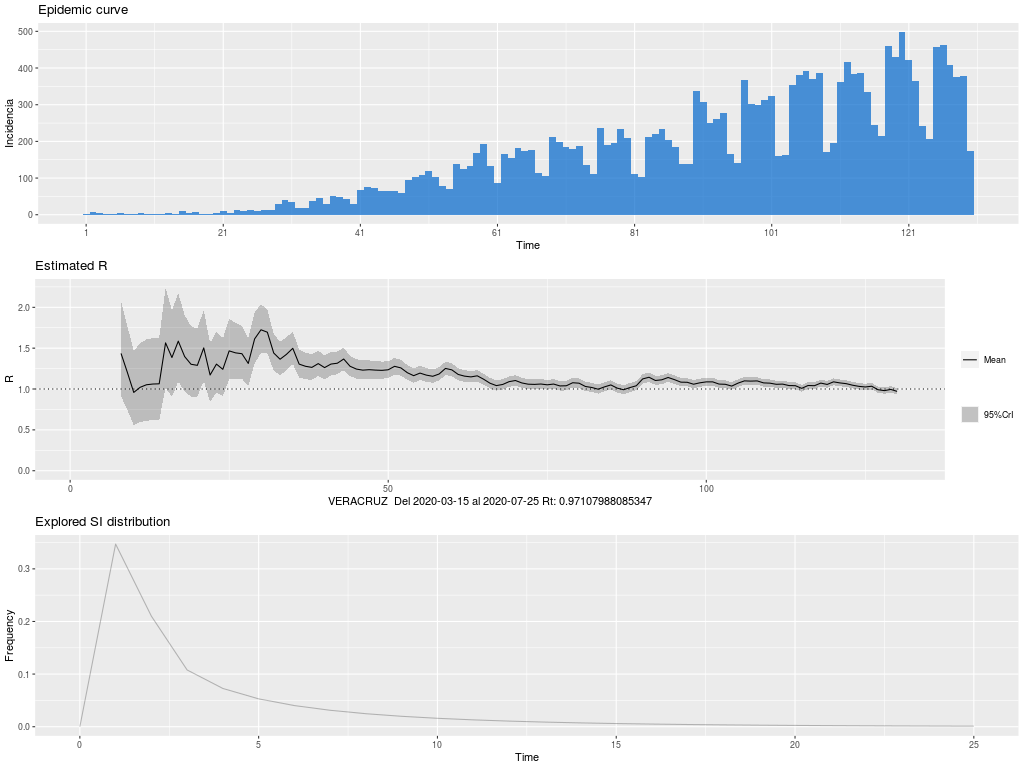 Epidemic curve
500
400
300
200
100
0
Incidencia
1 21 41 61 81 101 121
Time
Estimated R
2.0
1.5
1.0
0.5
0.0
R
Mean
95%CrI
0 50 100
VERACRUZ Del 2020-03-15 al 2020-07-25 Rt: 0.97107988085347
Explored SI distribution
0.3
0.2
0.1
0.0
Frequency
0 5 10 15 20 25
Time